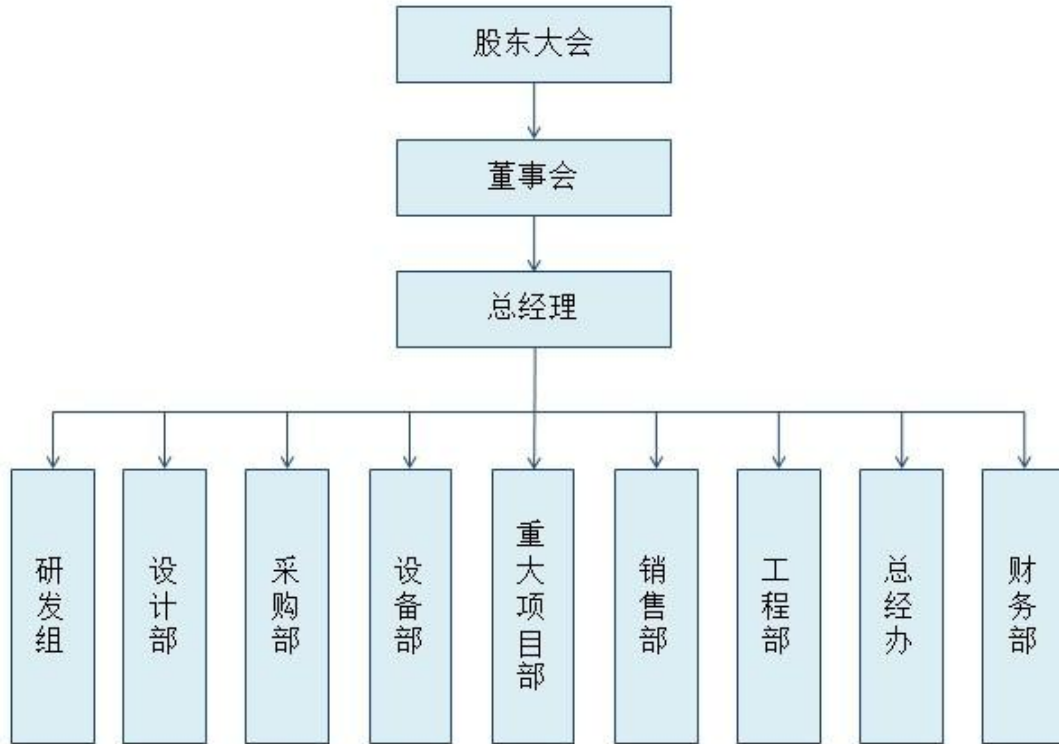 股东大会
董事会
总经理
研发组
设计部
采购部
设备部
重大项目部
销售部
工程部
总经办
财务部